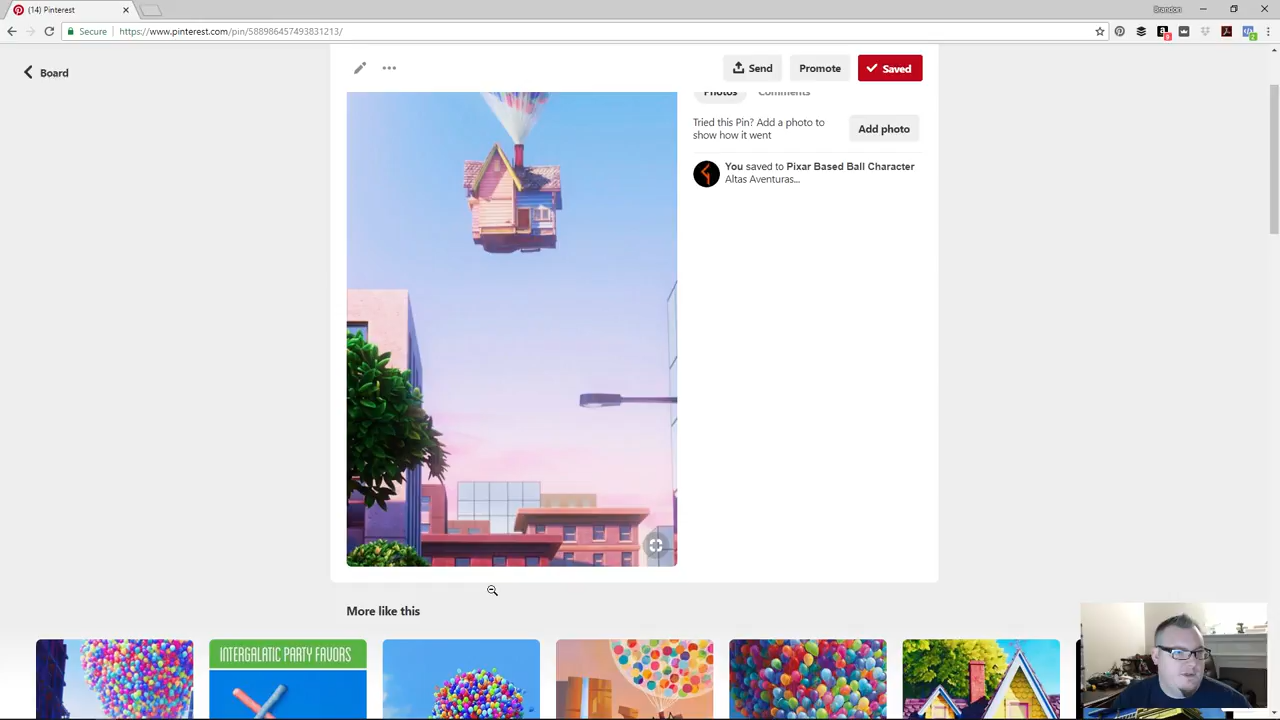 (14) Pinterest
Brandon
Secure
https://www.pinterest.com/pin/588986457493831213/
Board
Send
Promote
Saved
Photos
Comments
Tried this Pin? Add a photo to
show how it went
Add photo
You saved to Pixar Based Ball Character
Altas Aventuras...
More like this
INTERGALATIC PARTY FAVORS